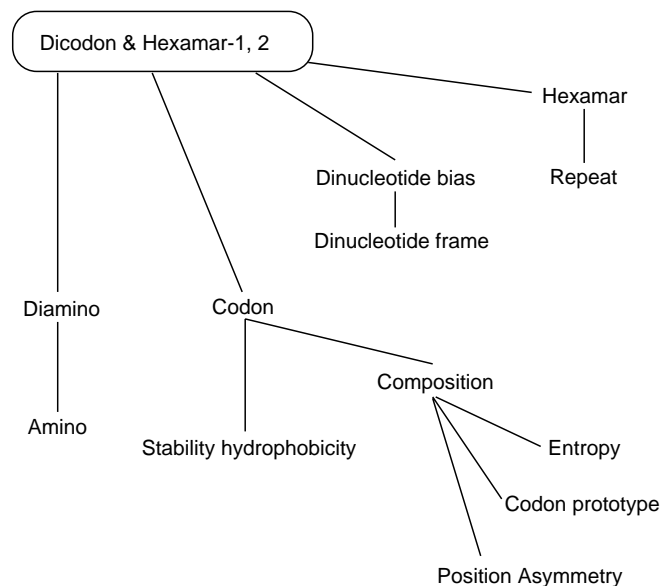 Dicodon & Hexamar-1, 2
Hexamar
Dinucleotide bias
Repeat
Dinucleotide frame
Diamino
Codon
Composition
Amino
Stability hydrophobicity
Entropy
Codon prototype
Position Asymmetry